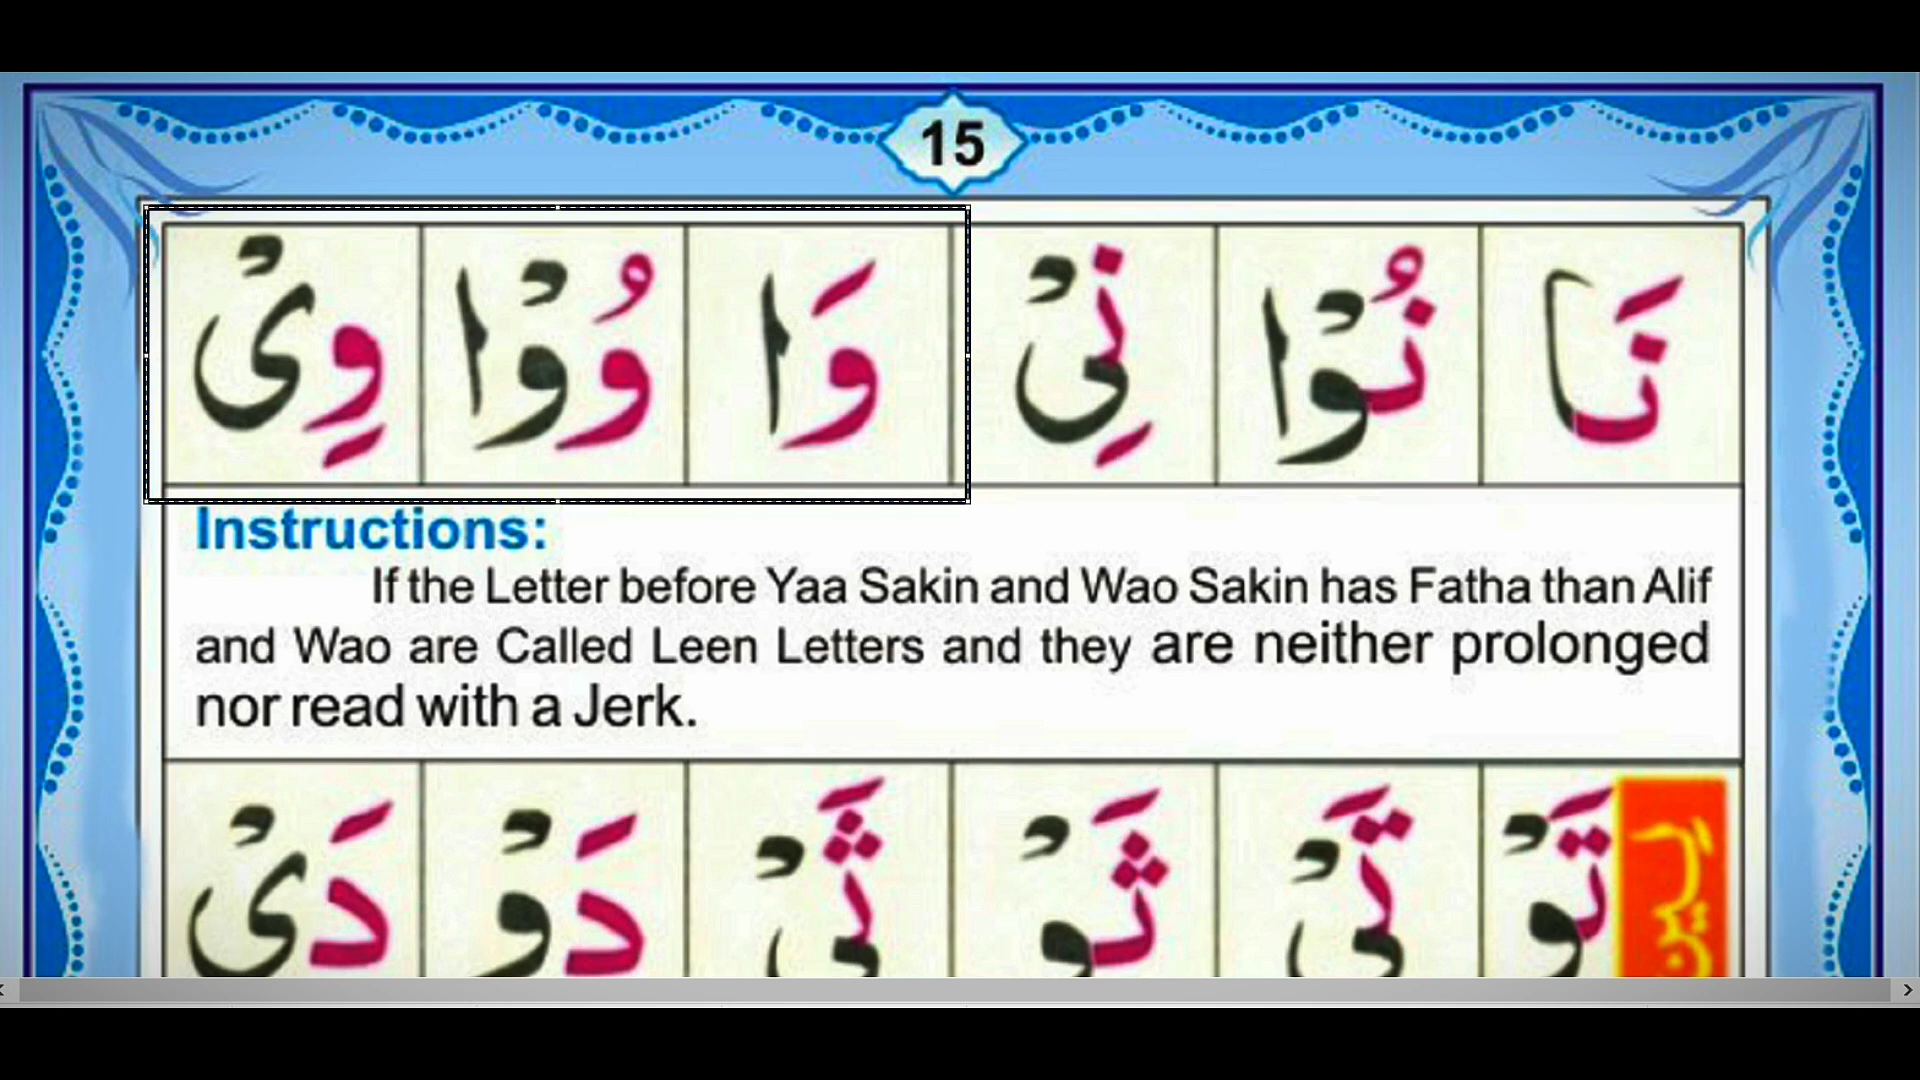 15
نَا نُوْا نِیْ وَا وُوْا وِیْ
Instructions:
If the Letter before Yaa Sakin and Wao Sakin has Fatha than Alif
and Wao are Called Leen Letters and they are neither prolonged
nor read with a Jerk.
تَوْ تَیْ ثَوْ ثَیْ دَوْ دَیْ